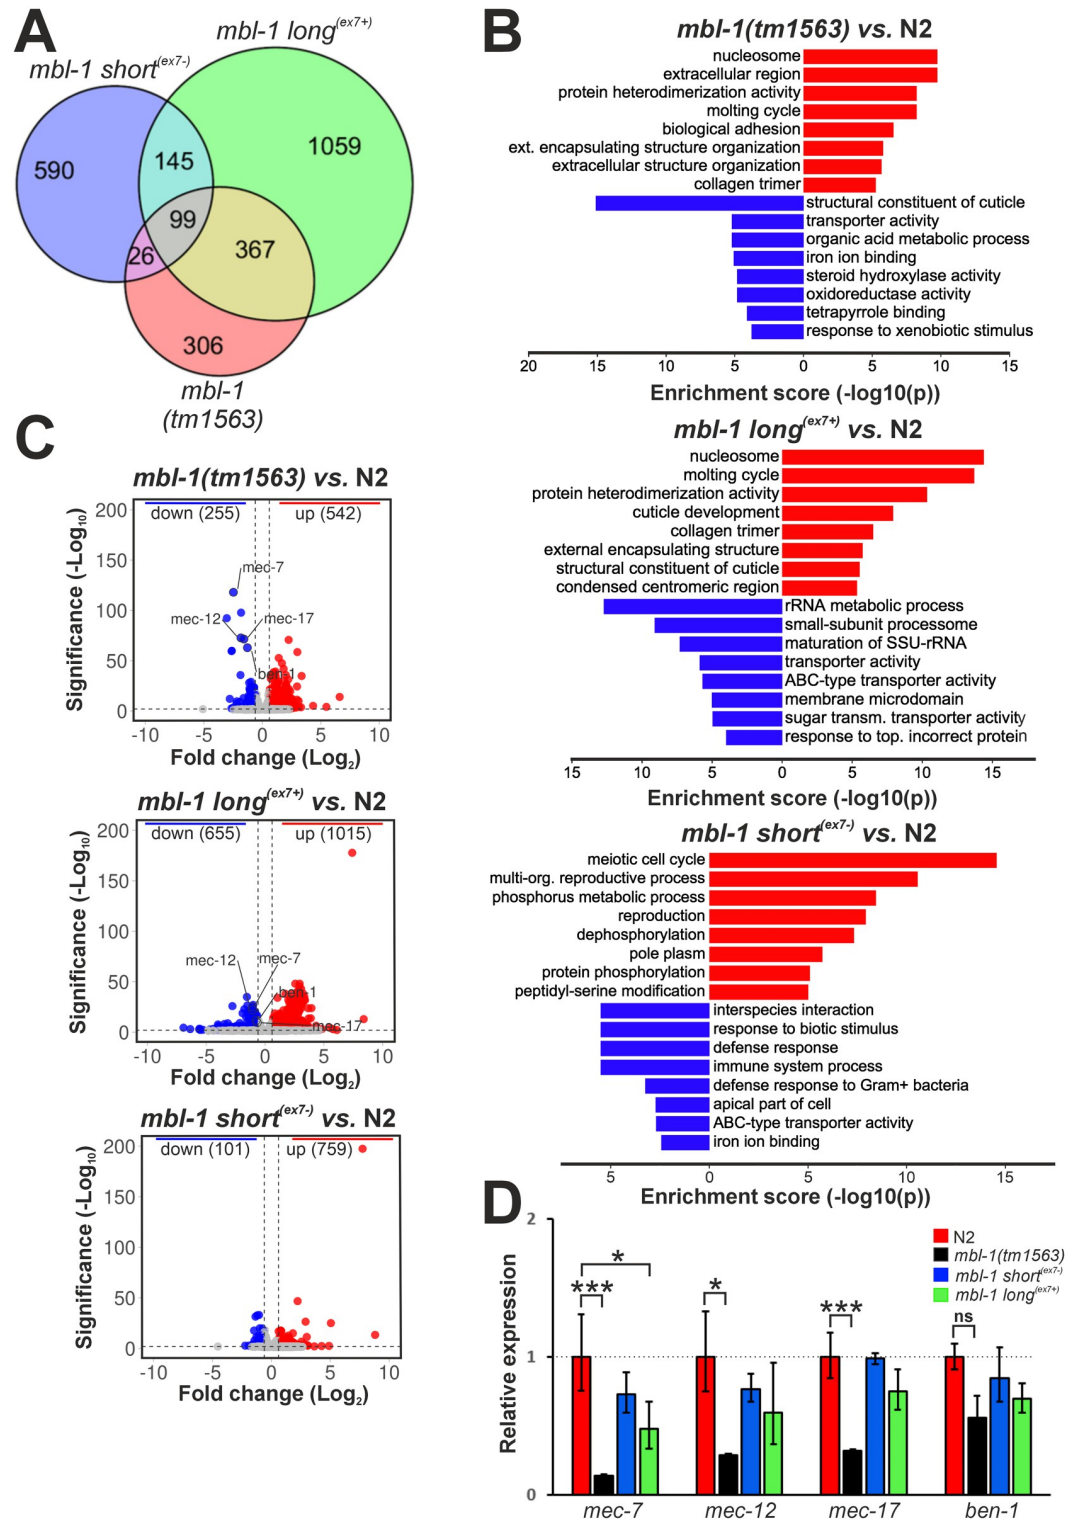 A
mbl-1 long(ex7+)
mbl-1 short(ex7-)
590
145
1059
99
26
367
306
mbl-1
(tm1563)
B
mbl-1(tm1563) vs. N2
nucleosome
extracellular region
protein heterodimerization activity
molting cycle
biological adhesion
ext. encapsulating structure organization
extracellular structure organization
collagen trimer
structural constituent of cuticle
transporter activity
organic acid metabolic process
iron ion binding
steroid hydroxylase activity
oxidoreductase activity
tetrapyrrole binding
response to xenobiotic stimulus
20 15 10 5 0 5 10 15
Enrichment score (-log10(p))
mbl-1 long(ex7+) vs. N2
nucleosome
molting cycle
protein heterodimerization activity
cuticle development
collagen trimer
external encapsulating structure
structural constituent of cuticle
condensed centromeric region
rRNA metabolic process
small-subunit processome
maturation of SSU-rRNA
transporter activity
ABC-type transporter activity
membrane microdomain
sugar transm. transporter activity
response to top. incorrect protein
15 10 5 0 5 10 15
Enrichment score (-log10(p))
mbl-1 short(ex7-) vs. N2
meiotic cell cycle
multi-org. reproductive process
phosphorus metabolic process
reproduction
dephosphorylation
pole plasm
protein phosphorylation
peptidyl-serine modification
interspecies interaction
response to biotic stimulus
defense response
immune system process
defense response to Gram+ bacteria
apical part of cell
ABC-type transporter activity
iron ion binding
5 0 5 10 15
Enrichment score (-log10(p))
C
mbl-1(tm1563) vs. N2
down (255) up (542)
200
150
100
50
0
Significance (-Log10)
mec-7
mec-12 mec-17
ben-1
-10 -5 0 5 10
Fold change (Log2)
mbl-1 long(ex7+) vs. N2
down (655) up (1015)
200
150
100
50
0
Significance (-Log10)
mec-12 mec-7
ben-1
mec-17
-10 -5 0 5 10
Fold change (Log2)
mbl-1 short(ex7-) vs. N2
down (101) up (759)
200
150
100
50
0
Significance (-Log10)
-10 -5 0 5 10
Fold change (Log2)
D
2
1
0
Relative expression
N2
mbl-1(tm1563)
mbl-1 short(ex7-)
mbl-1 long(ex7+)
*
***
*
***
ns
mec-7 mec-12 mec-17 ben-1